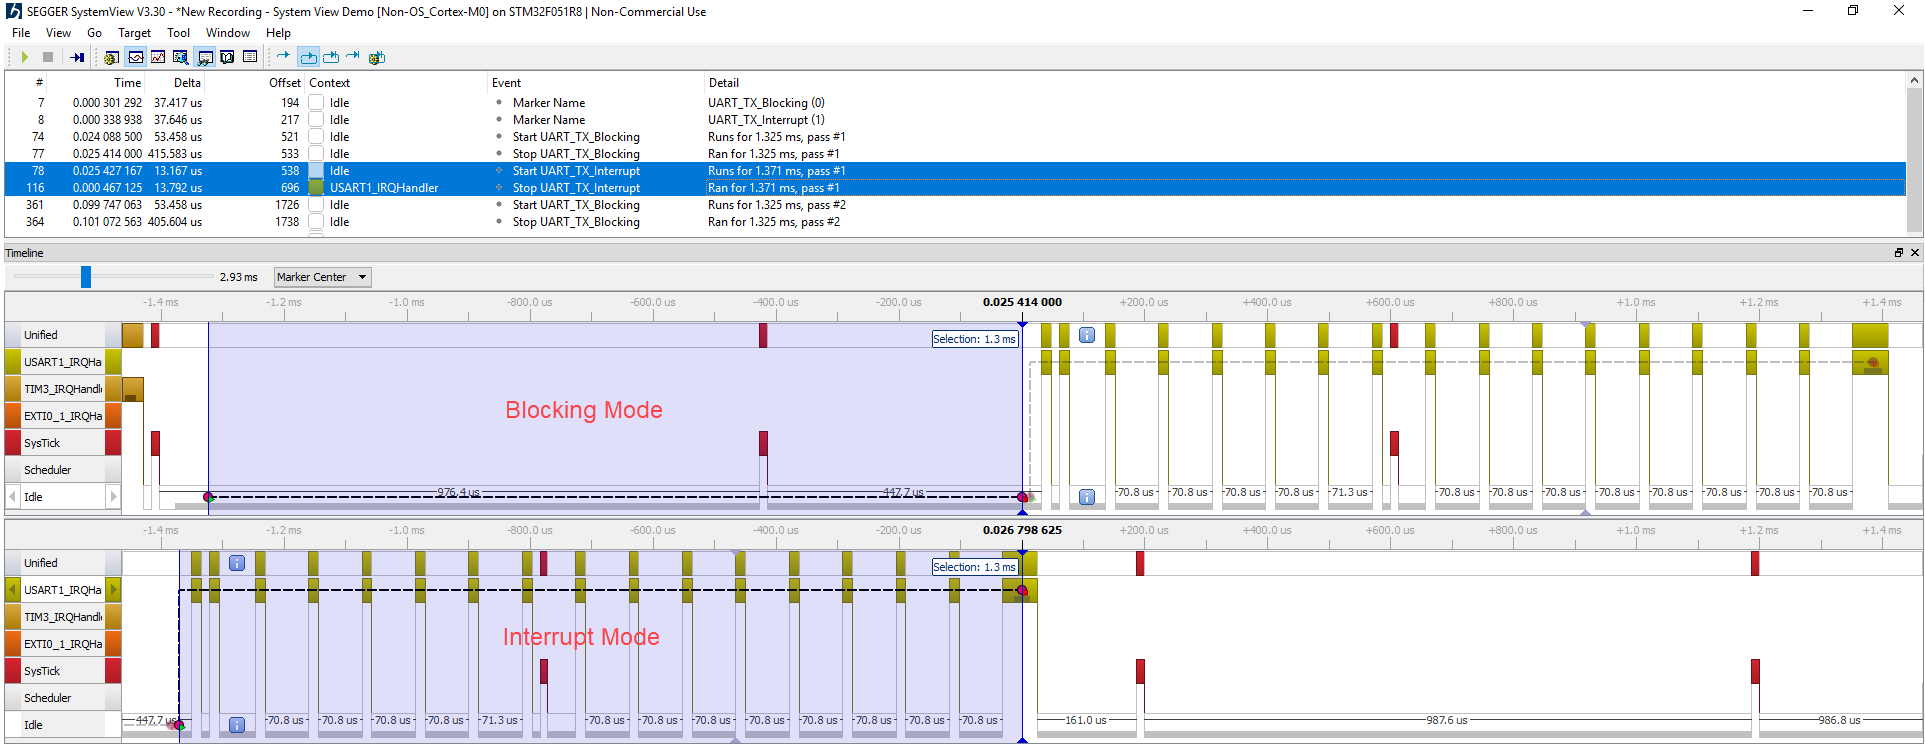 SEGGER SystemView V3.30 - *New Recording - System View Demo [Non-OS_Cortex-M0] on STM32F051R8 | Non-Commercial Use
File View Go Target Tool Window Help
# Time Delta Offset Context Event Detail
7 0.000 301 292 37.417 us 194 Idle Marker Name UART_TX_Blocking (0)
8 0.000 338 938 37.646 us 217 Idle Marker Name UART_TX_Interrupt (1)
74 0.024 088 500 53.458 us 521 Idle Start UART_TX_Blocking Runs for 1.325 ms, pass #1
77 0.025 414 000 415.583 us 533 Idle Stop UART_TX_Blocking Ran for 1.325 ms, pass #1
78 0.025 427 167 13.167 us 538 Idle Start UART_TX_Interrupt Runs for 1.371 ms, pass #1
116 0.000 467 125 13.792 us 696 USART1_IRQHandler Stop UART_TX_Interrupt Ran for 1.371 ms, pass #1
361 0.099 747 063 53.458 us 1726 Idle Start UART_TX_Blocking Runs for 1.325 ms, pass #2
364 0.101 072 563 405.604 us 1738 Idle Stop UART_TX_Blocking Ran for 1.325 ms, pass #2
Timeline
2.93 ms Marker Center
-1.4 ms -1.2 ms -1.0 ms -800.0 us -600.0 us -400.0 us -200.0 us 0.025 414 000 +200.0 us +400.0 us +600.0 us +800.0 us +1.0 ms +1.2 ms +1.4 ms
Unified Selection: 1.3 ms
USART1_IRQHa
TIM3_IRQHandl
EXTI0_1_IRQHa Blocking Mode
SysTick
Scheduler
Idle 976.4 us 447.7 us 70.8 us 70.8 us 70.8 us 70.8 us 71.3 us 70.8 us 70.8 us 70.8 us 70.8 us 70.8 us 70.8 us 70.8 us 70.8 us
-1.4 ms -1.2 ms -1.0 ms -800.0 us -600.0 us -400.0 us -200.0 us 0.026 798 625 +200.0 us +400.0 us +600.0 us +800.0 us +1.0 ms +1.2 ms +1.4 ms
Unified Selection: 1.3 ms
USART1_IRQHa
TIM3_IRQHandl
EXTI0_1_IRQHa Interrupt Mode
SysTick
Scheduler
Idle 447.7 us 70.8 us 70.8 us 70.8 us 70.8 us 71.3 us 70.8 us 70.8 us 70.8 us 70.8 us 70.8 us 70.8 us 70.8 us 70.8 us 161.0 us 987.6 us 986.8 us